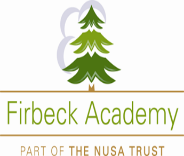 Firbeck Academy
PART OF THE NUSA TRUST